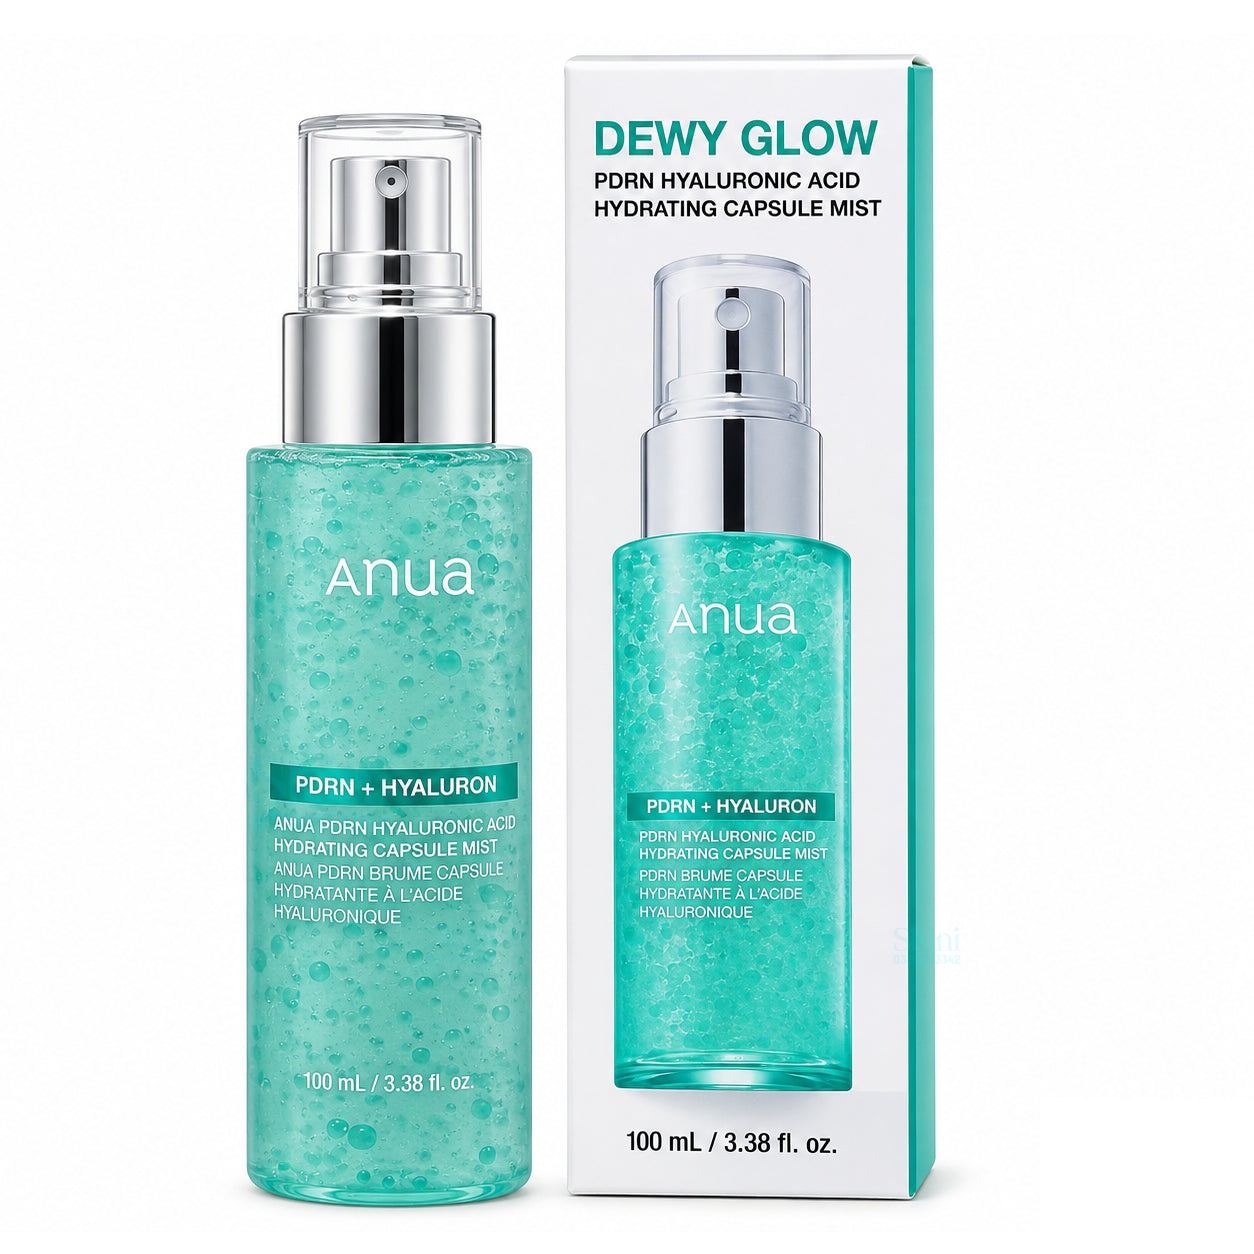 Anua
PDRN + HYALURON
ANUA PDRN HYALURONIC ACID
HYDRATING CAPSULE MIST
ANUA PDRN BRUME CAPSULE
HYDRATANTE À L'ACIDE
HYALURONIQUE
100 mL / 3.38 fl. oz.
DEWY GLOW
PDRN HYALURONIC ACID
HYDRATING CAPSULE MIST
Anua
PDRN + HYALURON
PDRN HYALURONIC ACID
HYDRATING CAPSULE MIST
PDRN BRUME CAPSULE
HYDRATANTE À L'ACIDE
HYALURONIQUE
100 mL / 3.38 fl. oz.